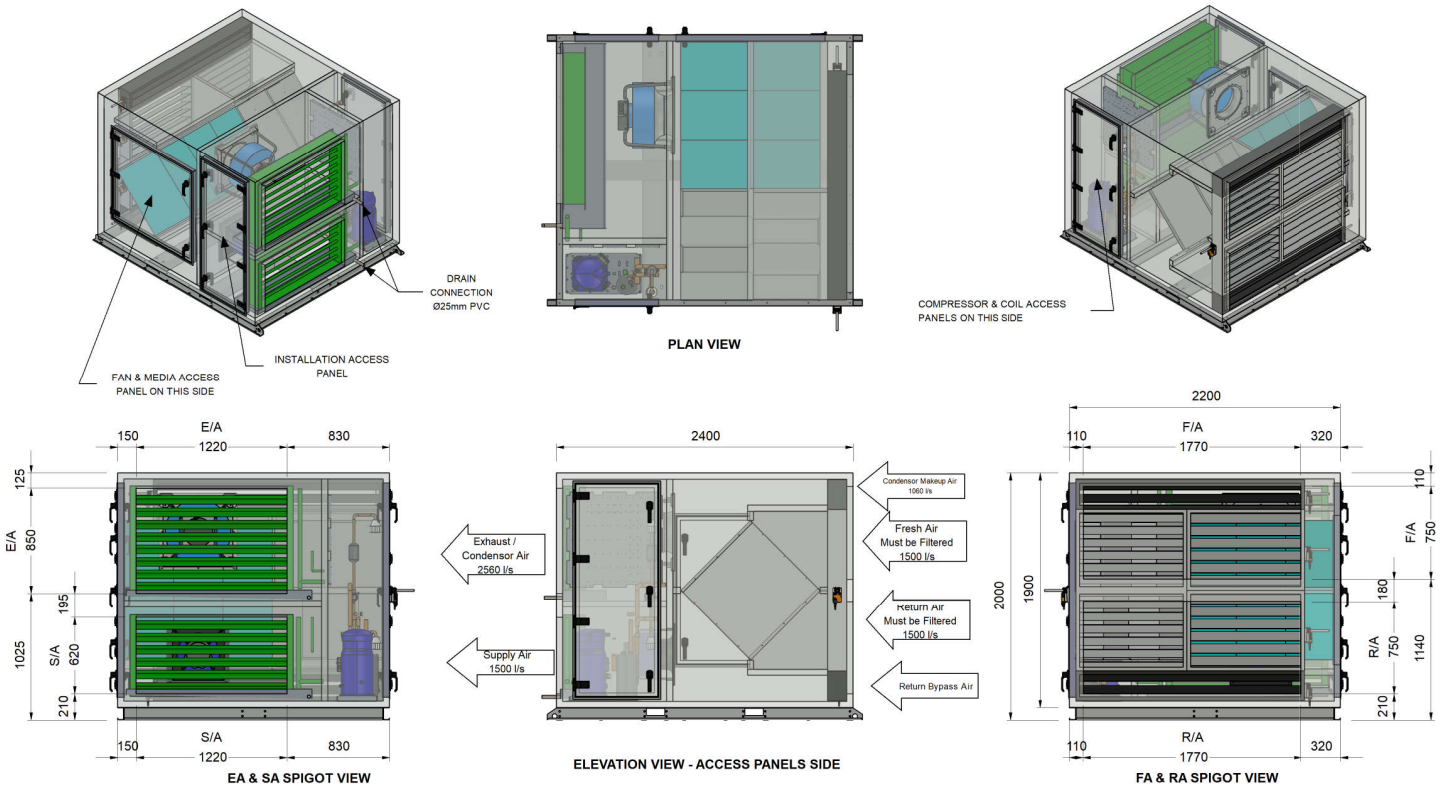 DRAIN
CONNECTION
Ø25mm PVC
INSTALLATION ACCESS
PANEL
FAN & MEDIA ACCESS
PANEL ON THIS SIDE
PLAN VIEW
COMPRESSOR & COIL ACCESS
PANELS ON THIS SIDE
E/A
150
1220
830
125
E/A
850
195
S/A
620
1025
210
150
1220
830
S/A
EA & SA SPIGOT VIEW
2400
Exhaust /
Condensor Air
2560 l/s
Supply Air
1500 l/s
Condensor Makeup Air
1060 l/s
Fresh Air
Must be Filtered
1500 l/s
Return Air
Must be Filtered
1500 l/s
Return Bypass Air
ELEVATION VIEW - ACCESS PANELS SIDE
2200
F/A
110
1770
320
2000
1900
110
F/A
750
180
R/A
750
1140
210
110
R/A
1770
320
FA & RA SPIGOT VIEW